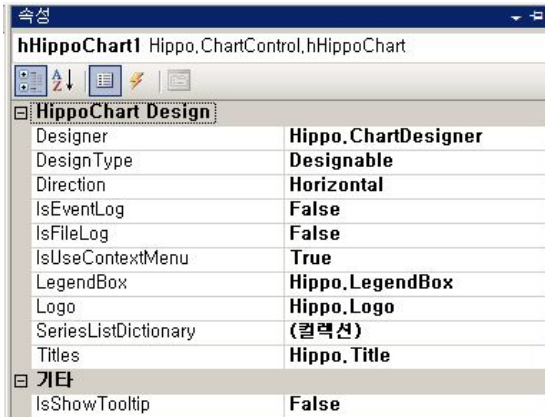 속성
hHippoChart1 Hippo.ChartControl.hHippoChart
HippoChart Design
Designer Hippo.ChartDesigner
DesignType Designable
Direction Horizontal
IsEventLog False
IsFileLog False
IsUseContextMenu True
LegendBox Hippo.LegendBox
Logo Hippo.Logo
SeriesListDictionary (컬렉션)
Titles Hippo.Title
기타
IsShowTooltip False